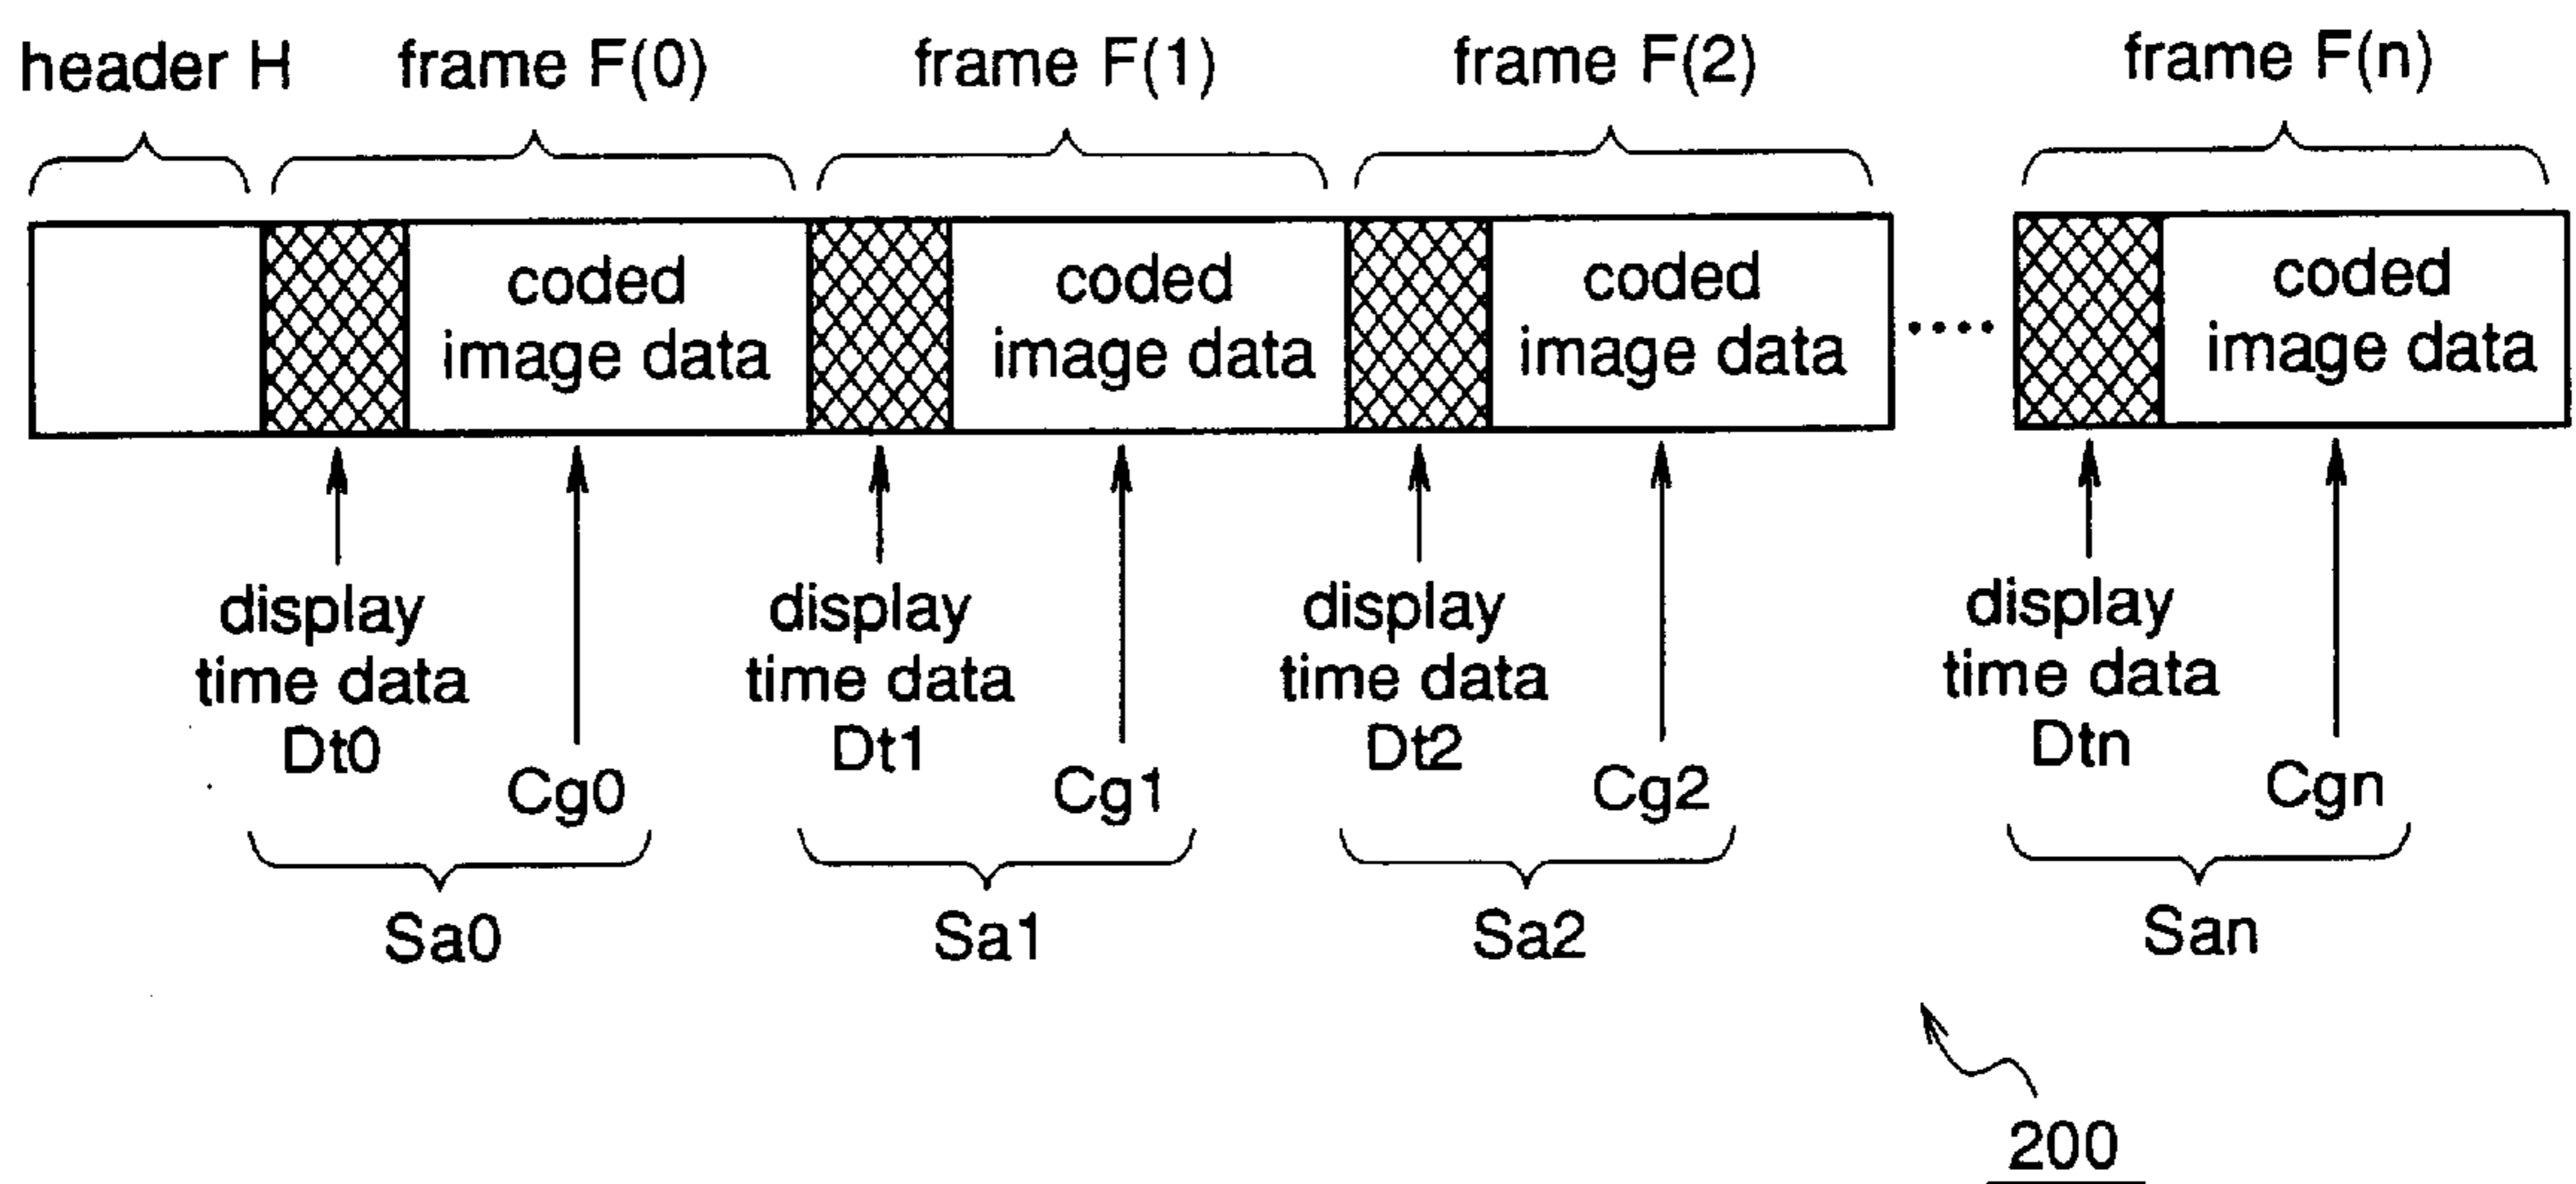 header H frame F(0) frame F(1) frame F(2) frame F(n)
coded coded coded coded
image data image data image data image data
display display display display
time data time data time data time data
Dt0 Dt1 Dt2 Dtn
Cg0 Cg1 Cg2 Cgn
Sa0 Sa1 Sa2 San
200